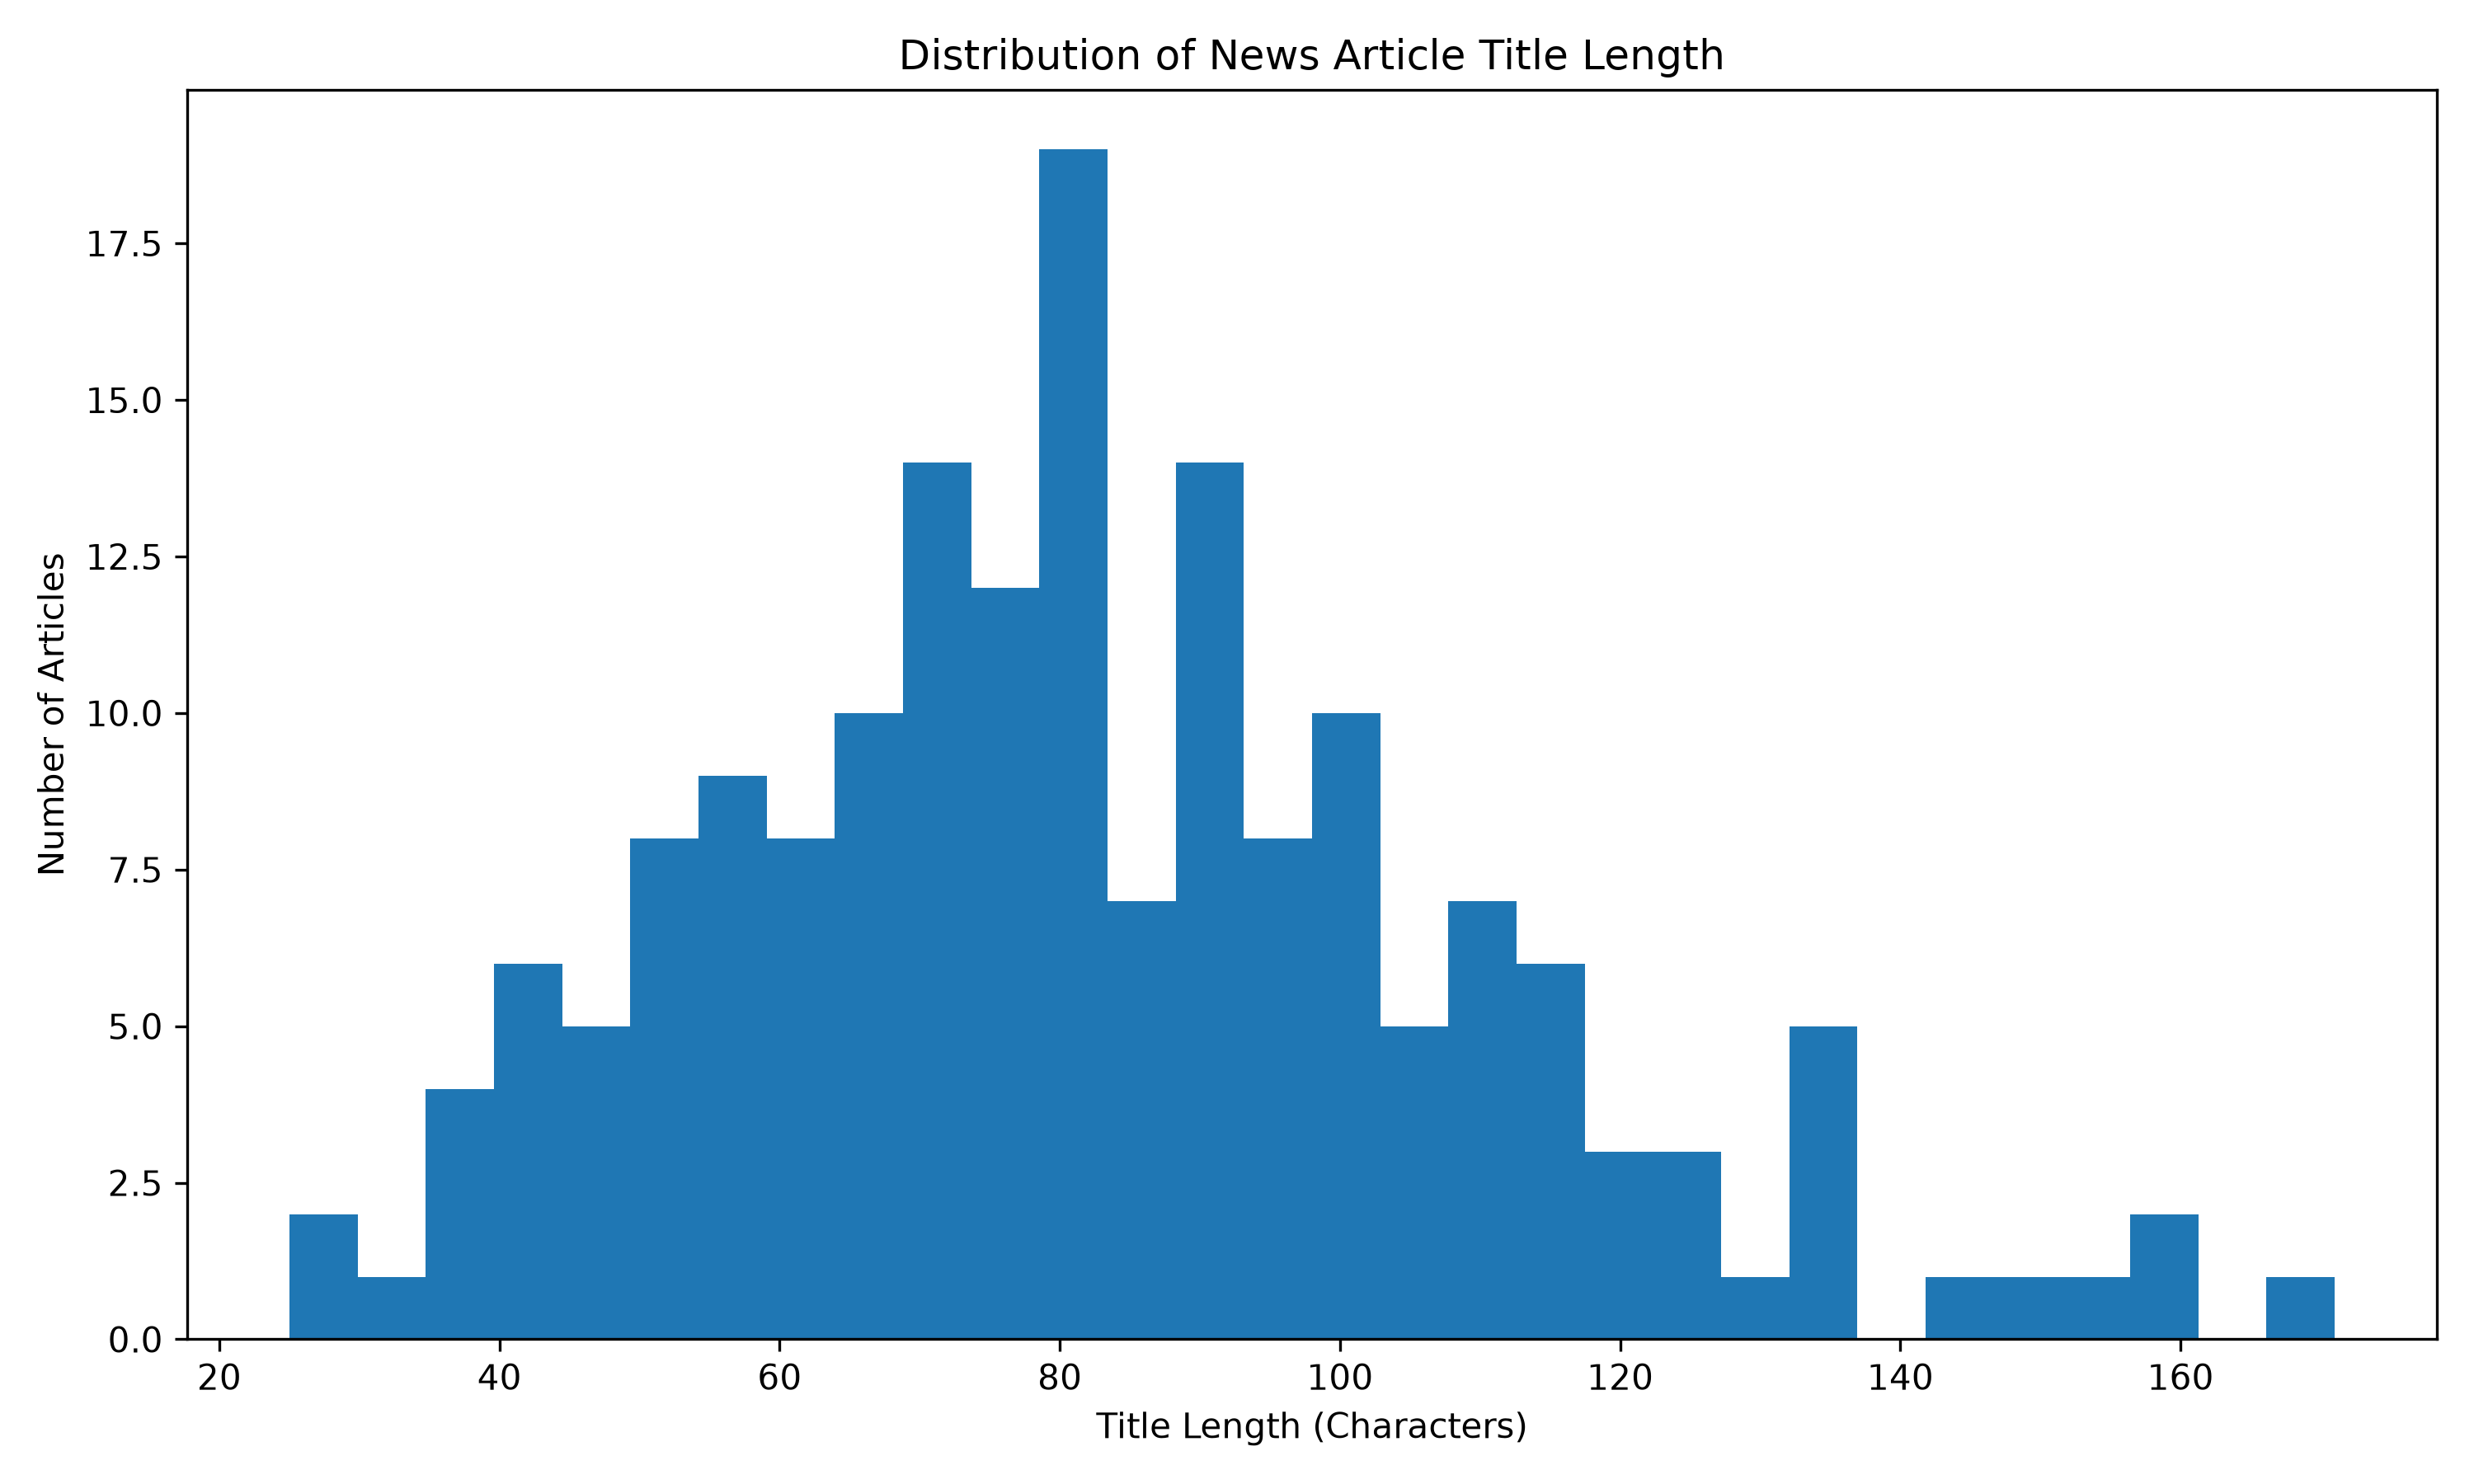 Distribution of News Article Title Length
Number of Articles
17.5
15.0
12.5
10.0
7.5
5.0
2.5
0.0
20 40 60 80 100 120 140 160
Title Length (Characters)